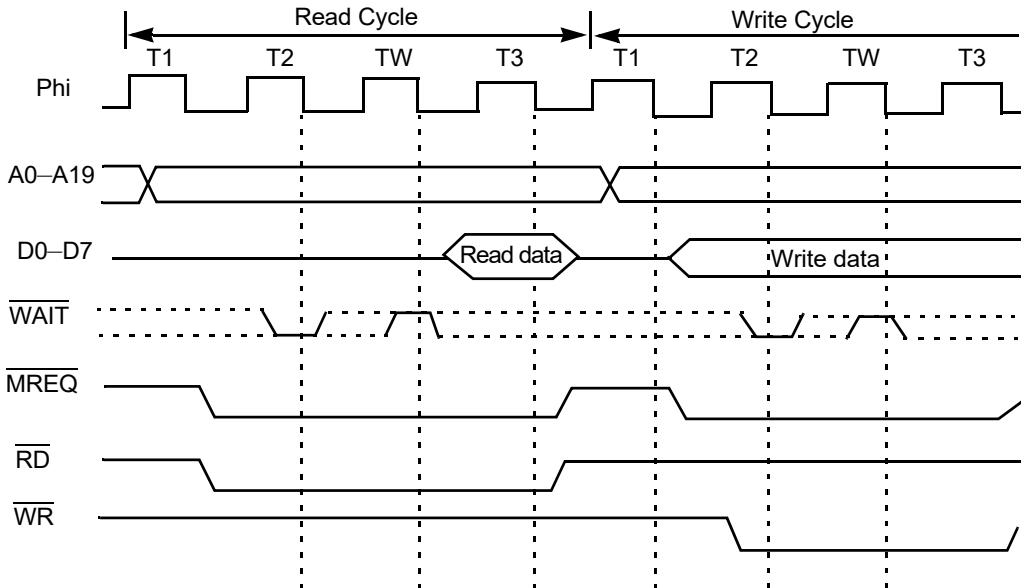 Read Cycle Write Cycle
T1 T2 TW T3 T1 T2 TW T3
Phi
A0–A19
D0–D7 Read data Write data
WAIT
MREQ
RD
WR